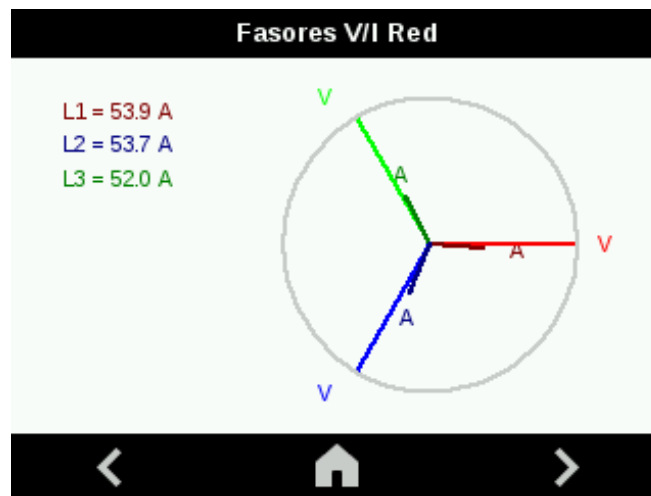 Fasores V/I Red
L1 = 53.9 A
L2 = 53.7 A
L3 = 52.0 A
V
A
V
A
A
V